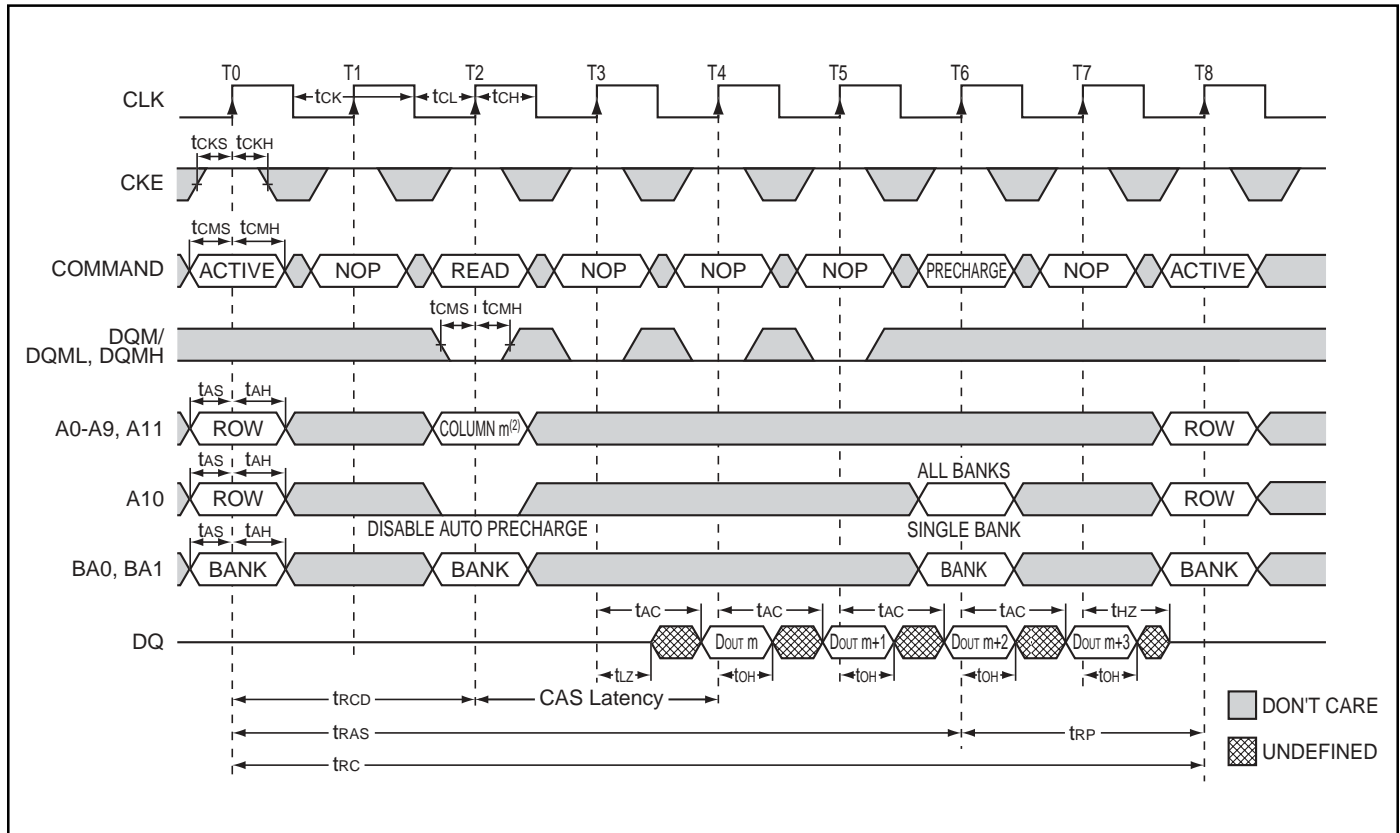 T0 T1 T2 T3 T4 T5 T6 T7 T8
CLK tCK tCL tCH
tCKS tCKH
CKE
tCMS tCMH
COMMAND ACTIVE NOP READ NOP NOP NOP PRECHARGE NOP ACTIVE
tCMS tCMH
DQM/
DQML, DQMH
tAS tAH
A0-A9, A11 ROW COLUMN m(2) ROW
tAS tAH ALL BANKS
A10 ROW ROW
DISABLE AUTO PRECHARGE SINGLE BANK
tAS tAH
BA0, BA1 BANK BANK BANK BANK
tAC tAC tAC tAC tHZ
DQ DOUT m DOUT m+1 DOUT m+2 DOUT m+3
tLZ tOH tOH tOH tOH
tRCD CAS Latency
DON'T CARE
tRAS tRP
UNDEFINED
tRC